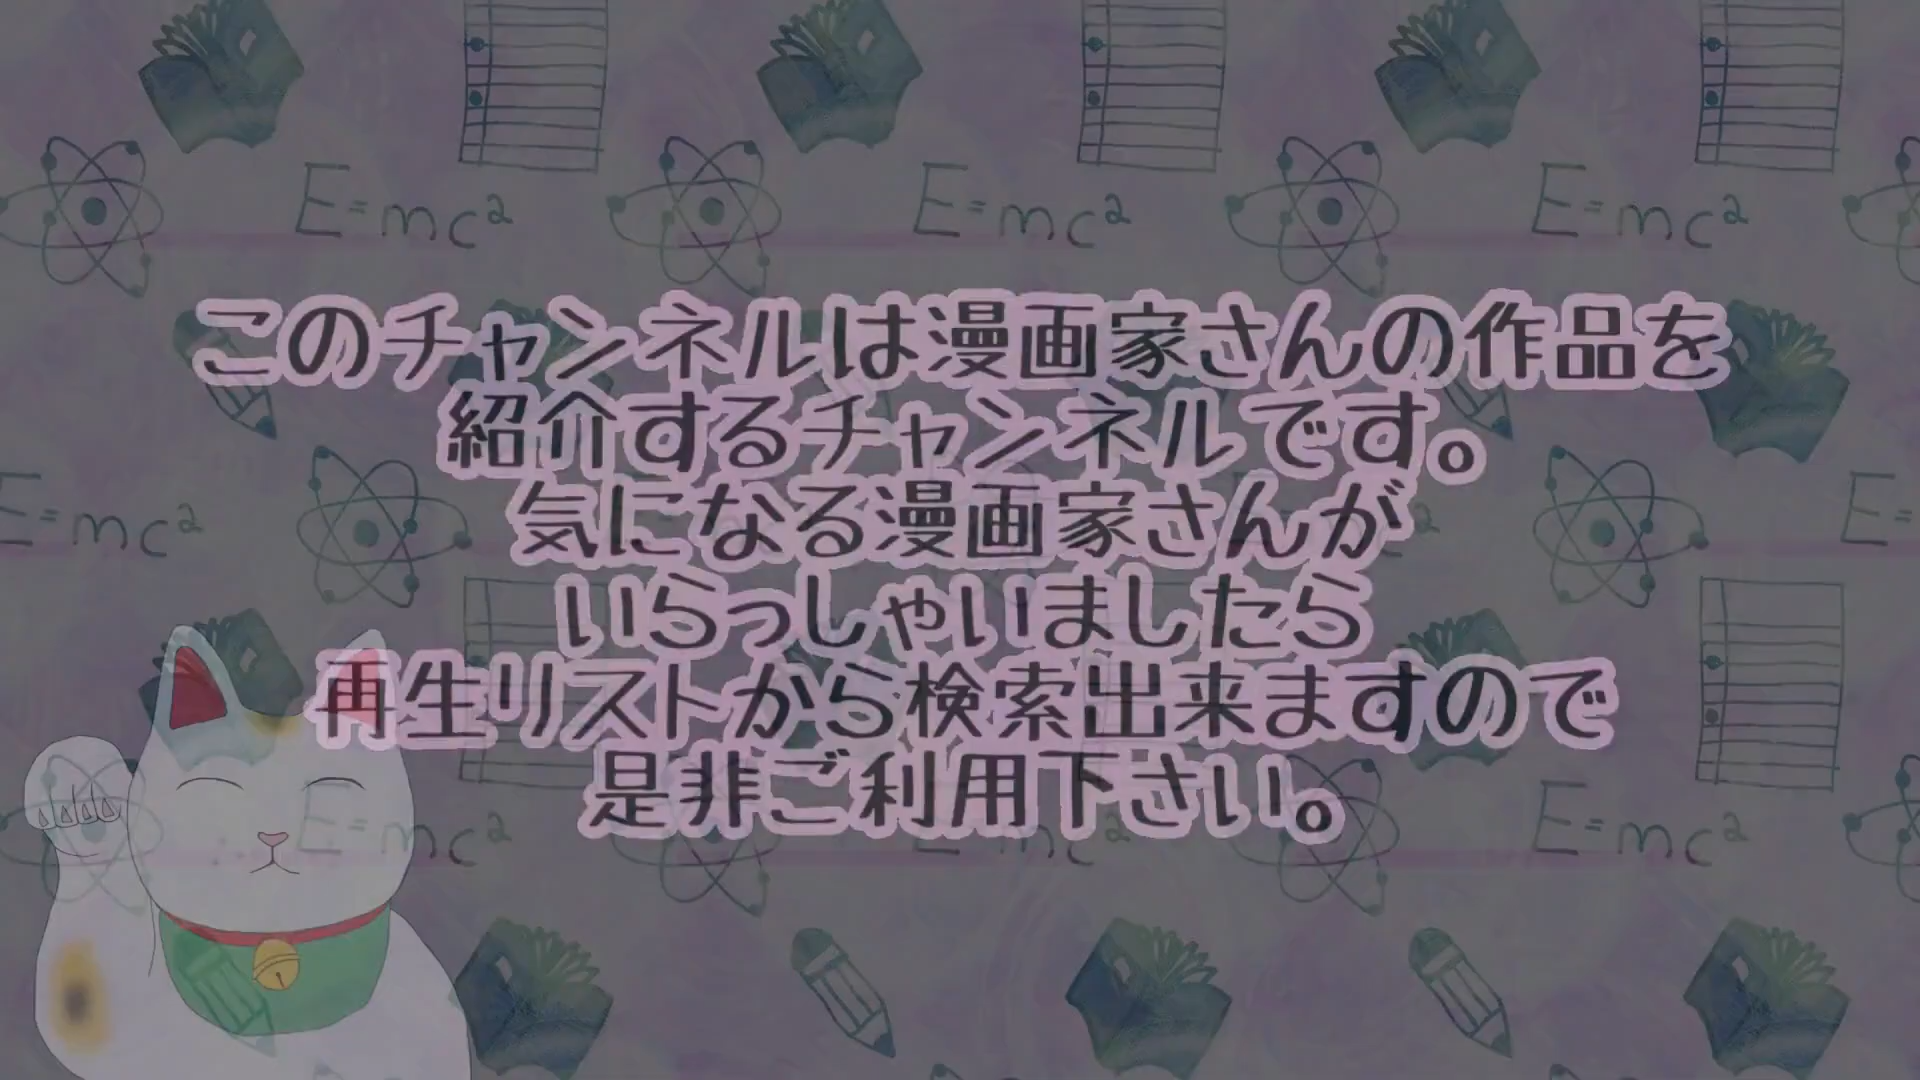 E=mc²
E=mc²
E=mc²
このチャンネルは漫画家さんの作品を
紹介するチャンネルです。
気になる漫画家さんが
E=mc²
E=
いらっしゃいましたら
再生リストから検索出来ますので
是非ご利用下さい。
E=mc²
E=mc²
E=mc²